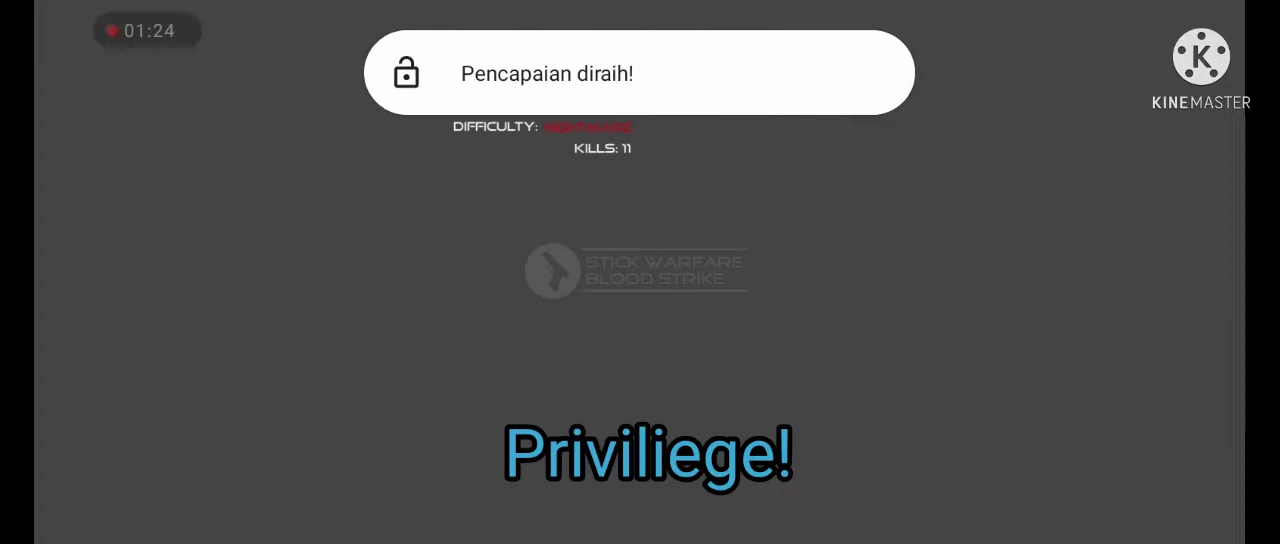 01:24
Pencapaian diraih!
KINEMASTER
DIFFICULTY:
KILLS: 11
STICK WARFARE
BLOOD STRIKE
Priviliege!